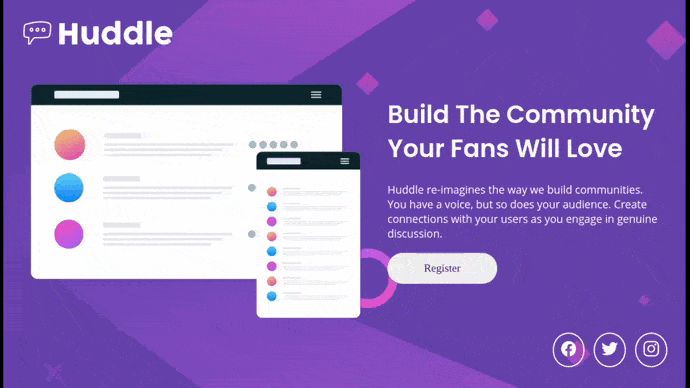 Huddle
Build The Community
Your Fans Will Love
Huddle re-imagines the way we build communities.
You have a voice, but so does your audience. Create
connections with your users as you engage in genuine
discussion.
Register